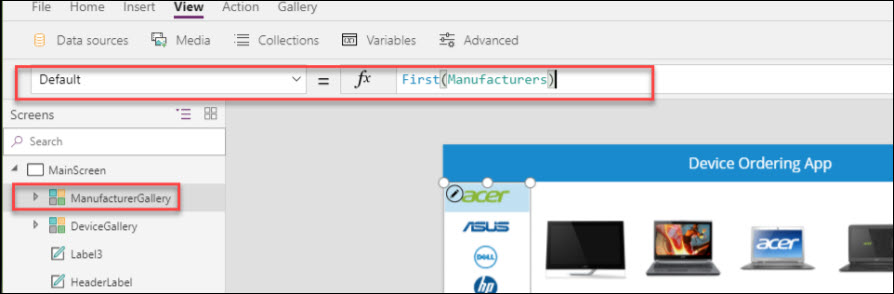 File Home Insert View Action Gallery
Data sources Media Collections Variables Advanced
Default = fx First(Manufacturers)
Screens
Search
MainScreen
ManufacturerGallery
DeviceGallery
Label3
HeaderLabel
Device Ordering App
acer
ASUS
DELL
hp
acer